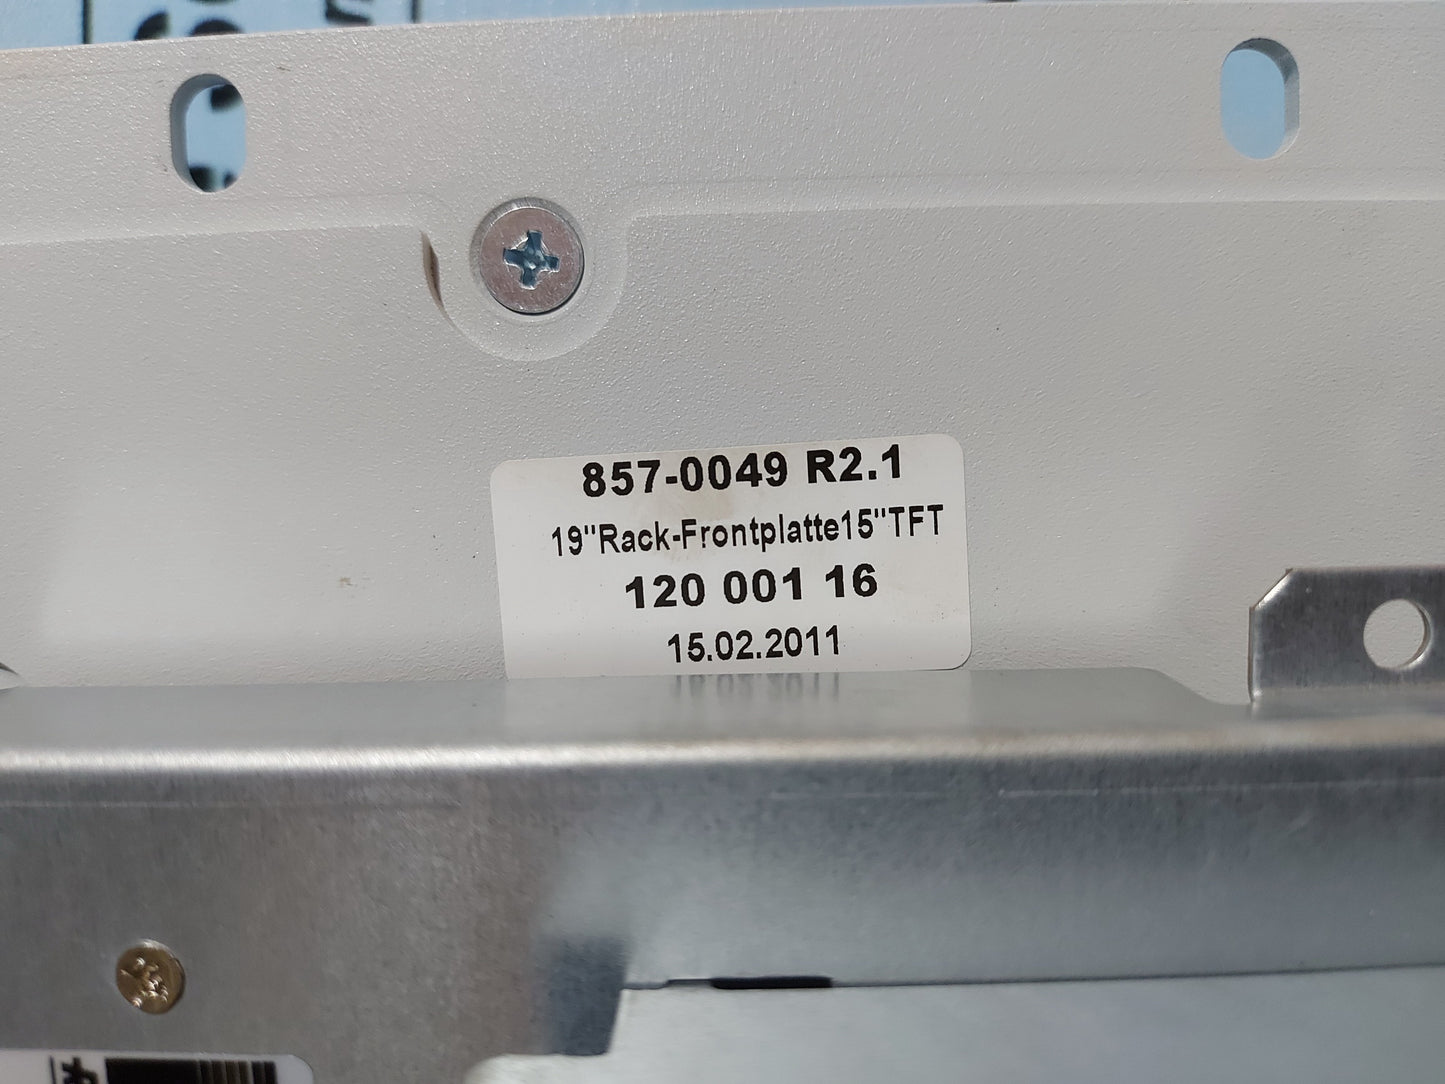 857-0049 R2.1
19"Rack-Frontplatte15"TFT
120 001 16
15.02.2011